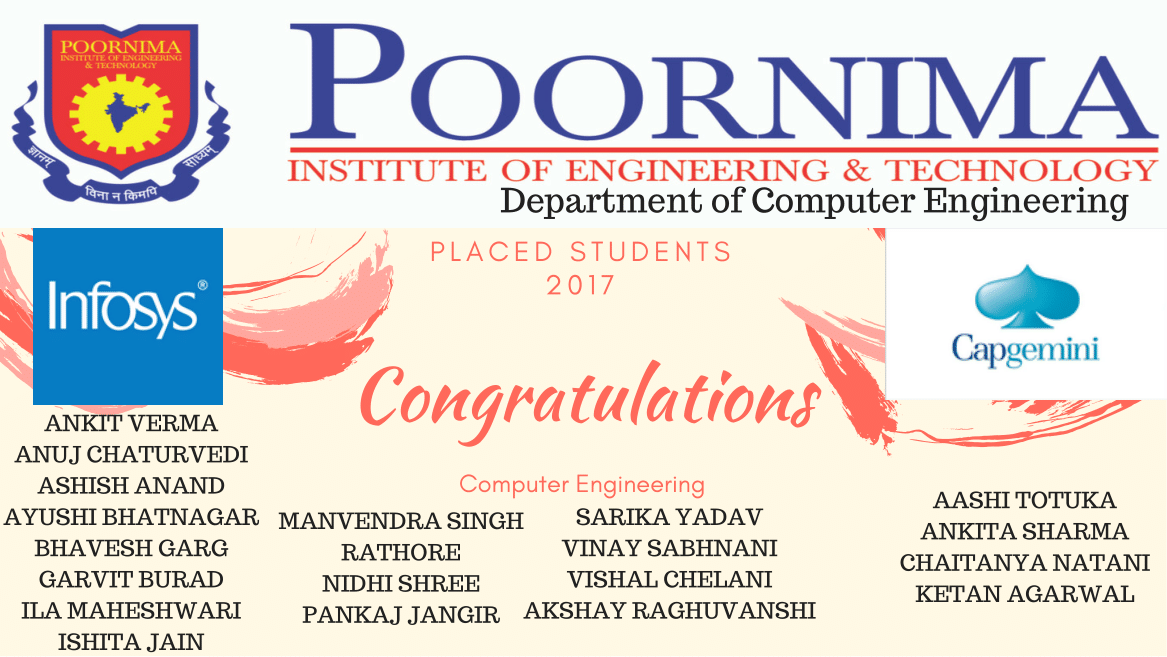 POORNIMA
INSTITUTE OF ENGINEERING
& TECHNOLOGY
ज्ञानम्
विना न किमपि
साध्यम्
POORNIMA
INSTITUTE OF ENGINEERING & TECHNOLOGY
Department of Computer Engineering
Infosys®
PLACED STUDENTS
2017
Capgemini
Congratulations
Computer Engineering
ANKIT VERMA
ANUJ CHATURVEDI
ASHISH ANAND
AYUSHI BHATNAGAR
BHAVESH GARG
GARVIT BURAD
ILA MAHESHWARI
ISHITA JAIN
MANVENDRA SINGH
RATHORE
NIDHI SHREE
PANKAJ JANGIR
SARIKA YADAV
VINAY SABHNANI
VISHAL CHELANI
AKSHAY RAGHUVANSHI
AASHI TOTUKA
ANKITA SHARMA
CHAITANYA NATANI
KETAN AGARWAL